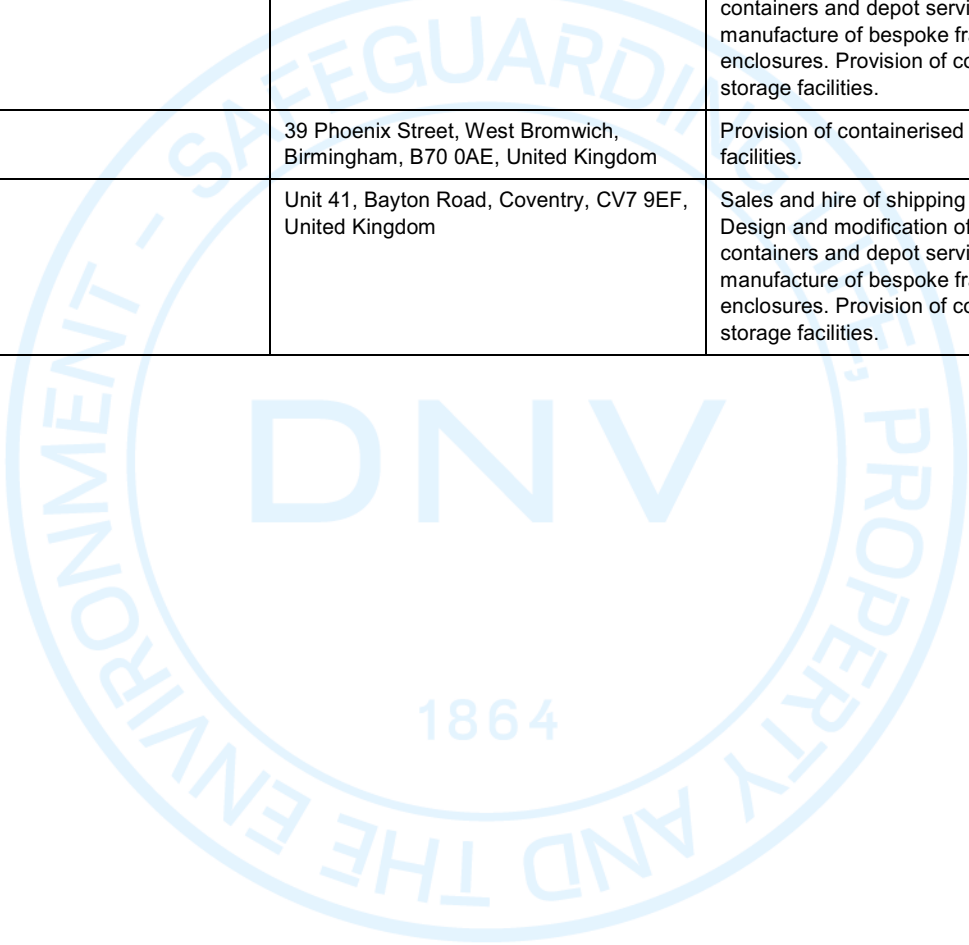 containers and depot servi
manufacture of bespoke fra
enclosures. Provision of co
storage facilities.
39 Phoenix Street, West Bromwich,
Birmingham, B70 0AE, United Kingdom
Provision of containerised
facilities.
Unit 41, Bayton Road, Coventry, CV7 9EF,
United Kingdom
Sales and hire of shipping
Design and modification of
containers and depot servi
manufacture of bespoke fra
enclosures. Provision of co
storage facilities.
SAFEGUARDING LIFE, PROPERTY AND THE ENVIRONMENT -
DNV
1864